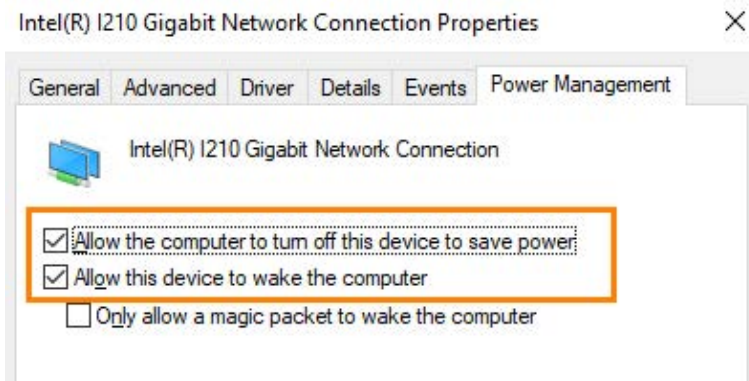 Intel(R) I210 Gigabit Network Connection Properties
General Advanced Driver Details Events Power Management
Intel(R) I210 Gigabit Network Connection
Allow the computer to turn off this device to save power
Allow this device to wake the computer
Only allow a magic packet to wake the computer